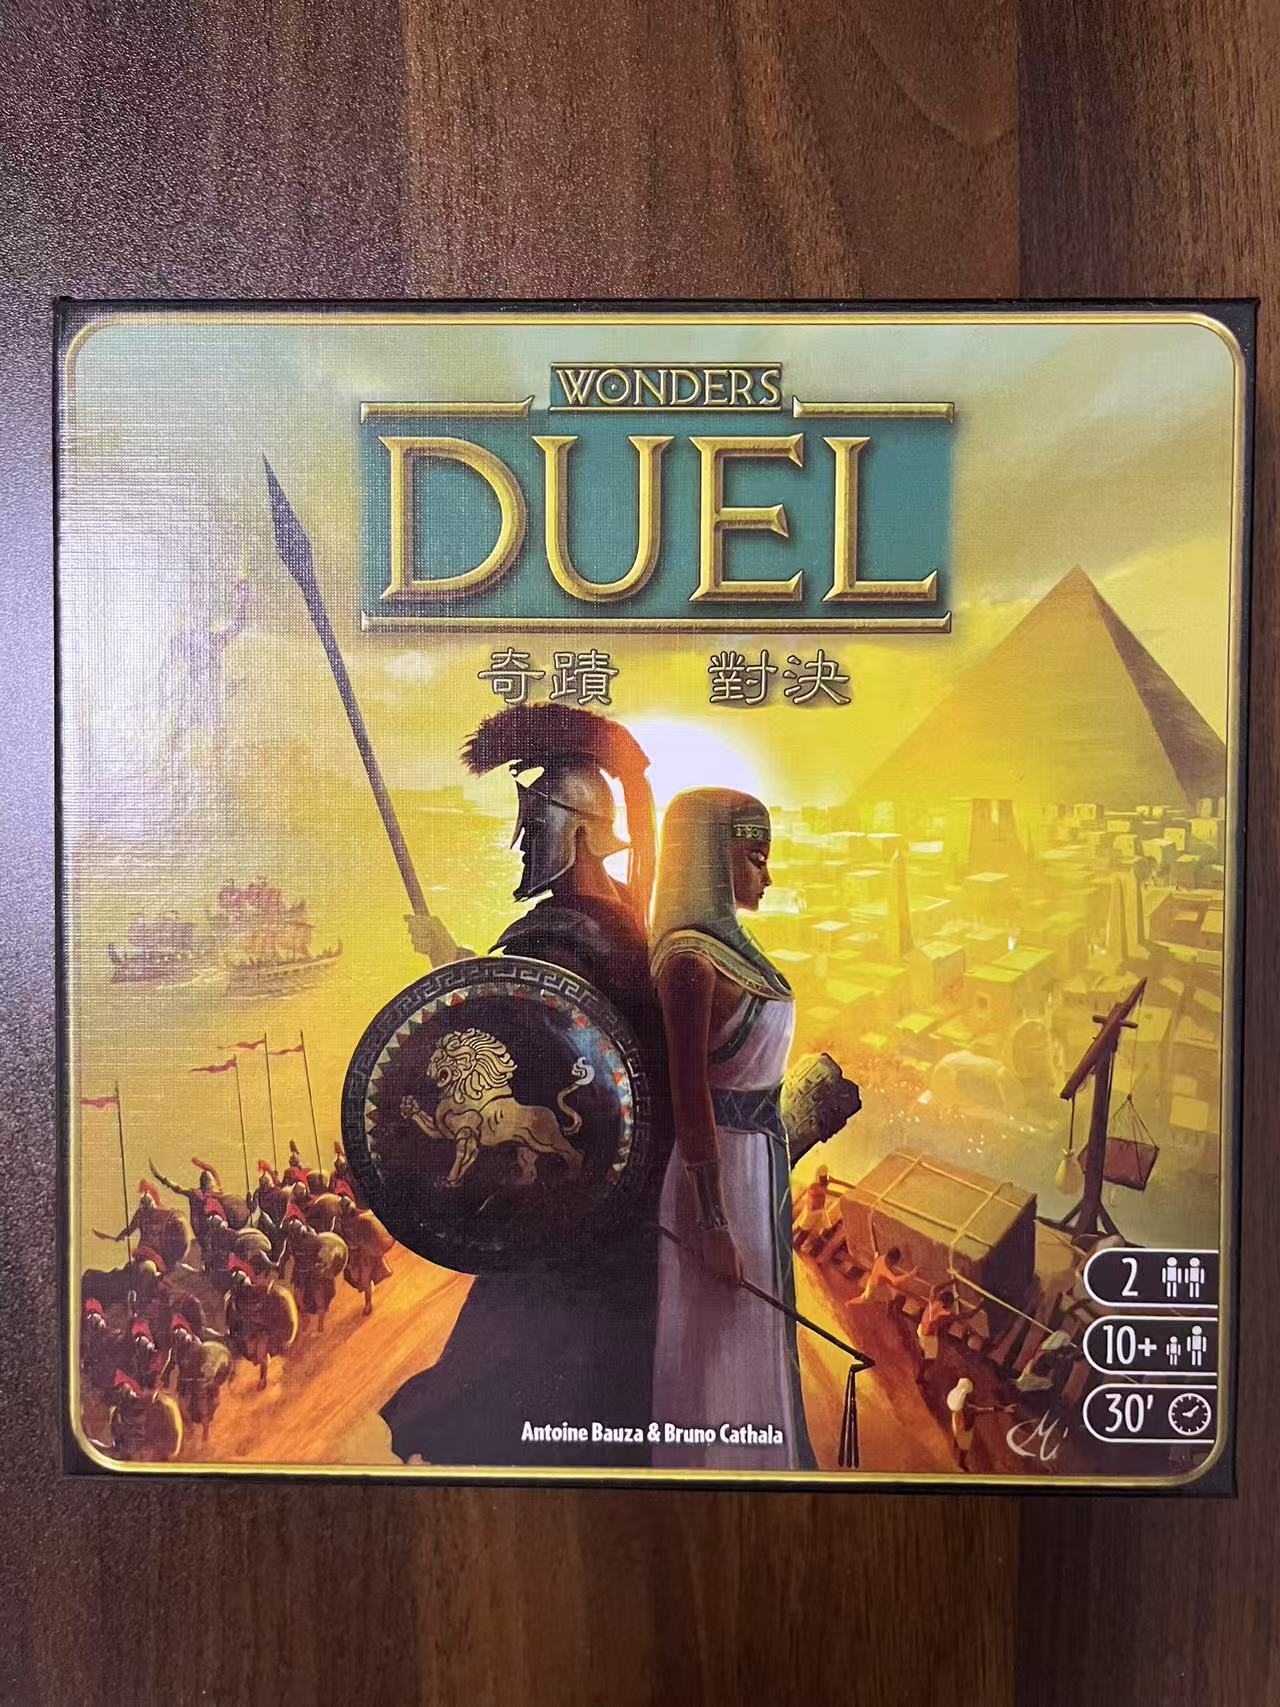 WONDERS
DUEL
奇蹟 對決
2
10+
30'
Antoine Bauza & Bruno Cathala